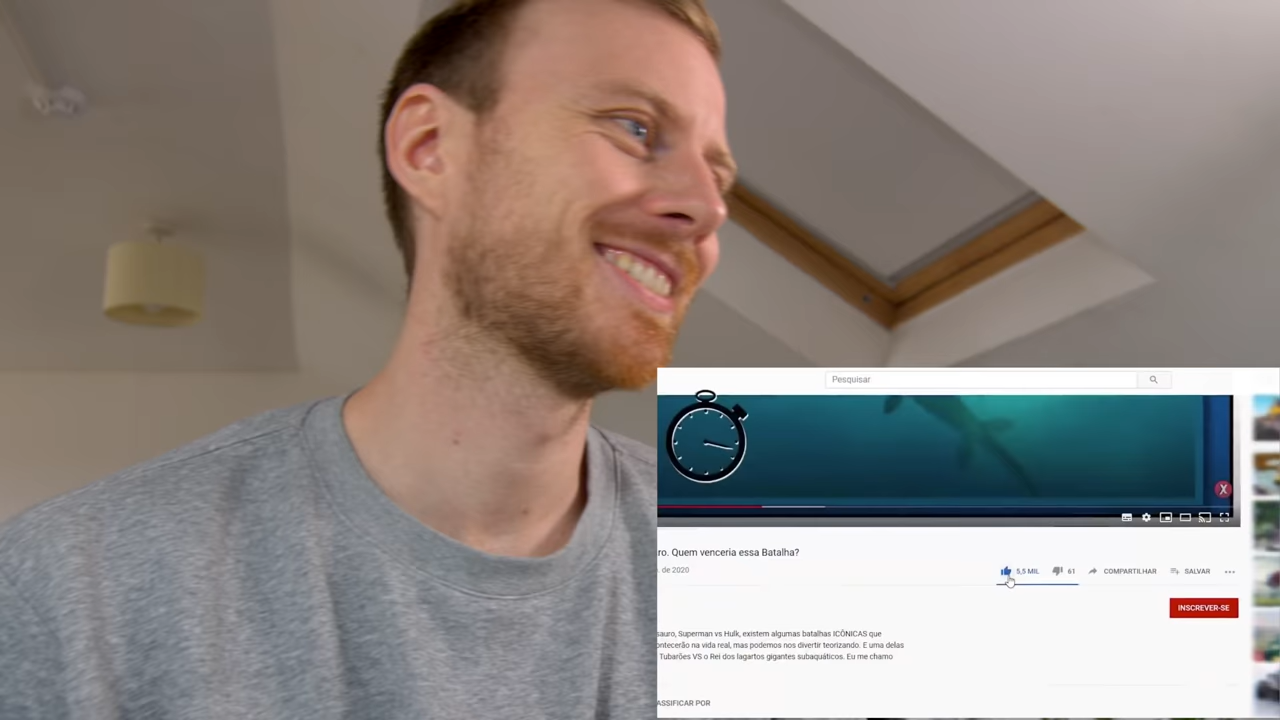 Pesquisar
X
ro. Quem venceria essa Batalha?
. de 2020
5,5 MIL
61
COMPARTILHAR
SALVAR
INSCREVER-SE
sauro, Superman vs Hulk, existem algumas batalhas ICÔNICAS que
ontecerão na vida real, mas podemos nos divertir teorizando. E uma delas
Tubarões VS o Rei dos lagartos gigantes subaquáticos. Eu me chamo
ASSIFICAR POR